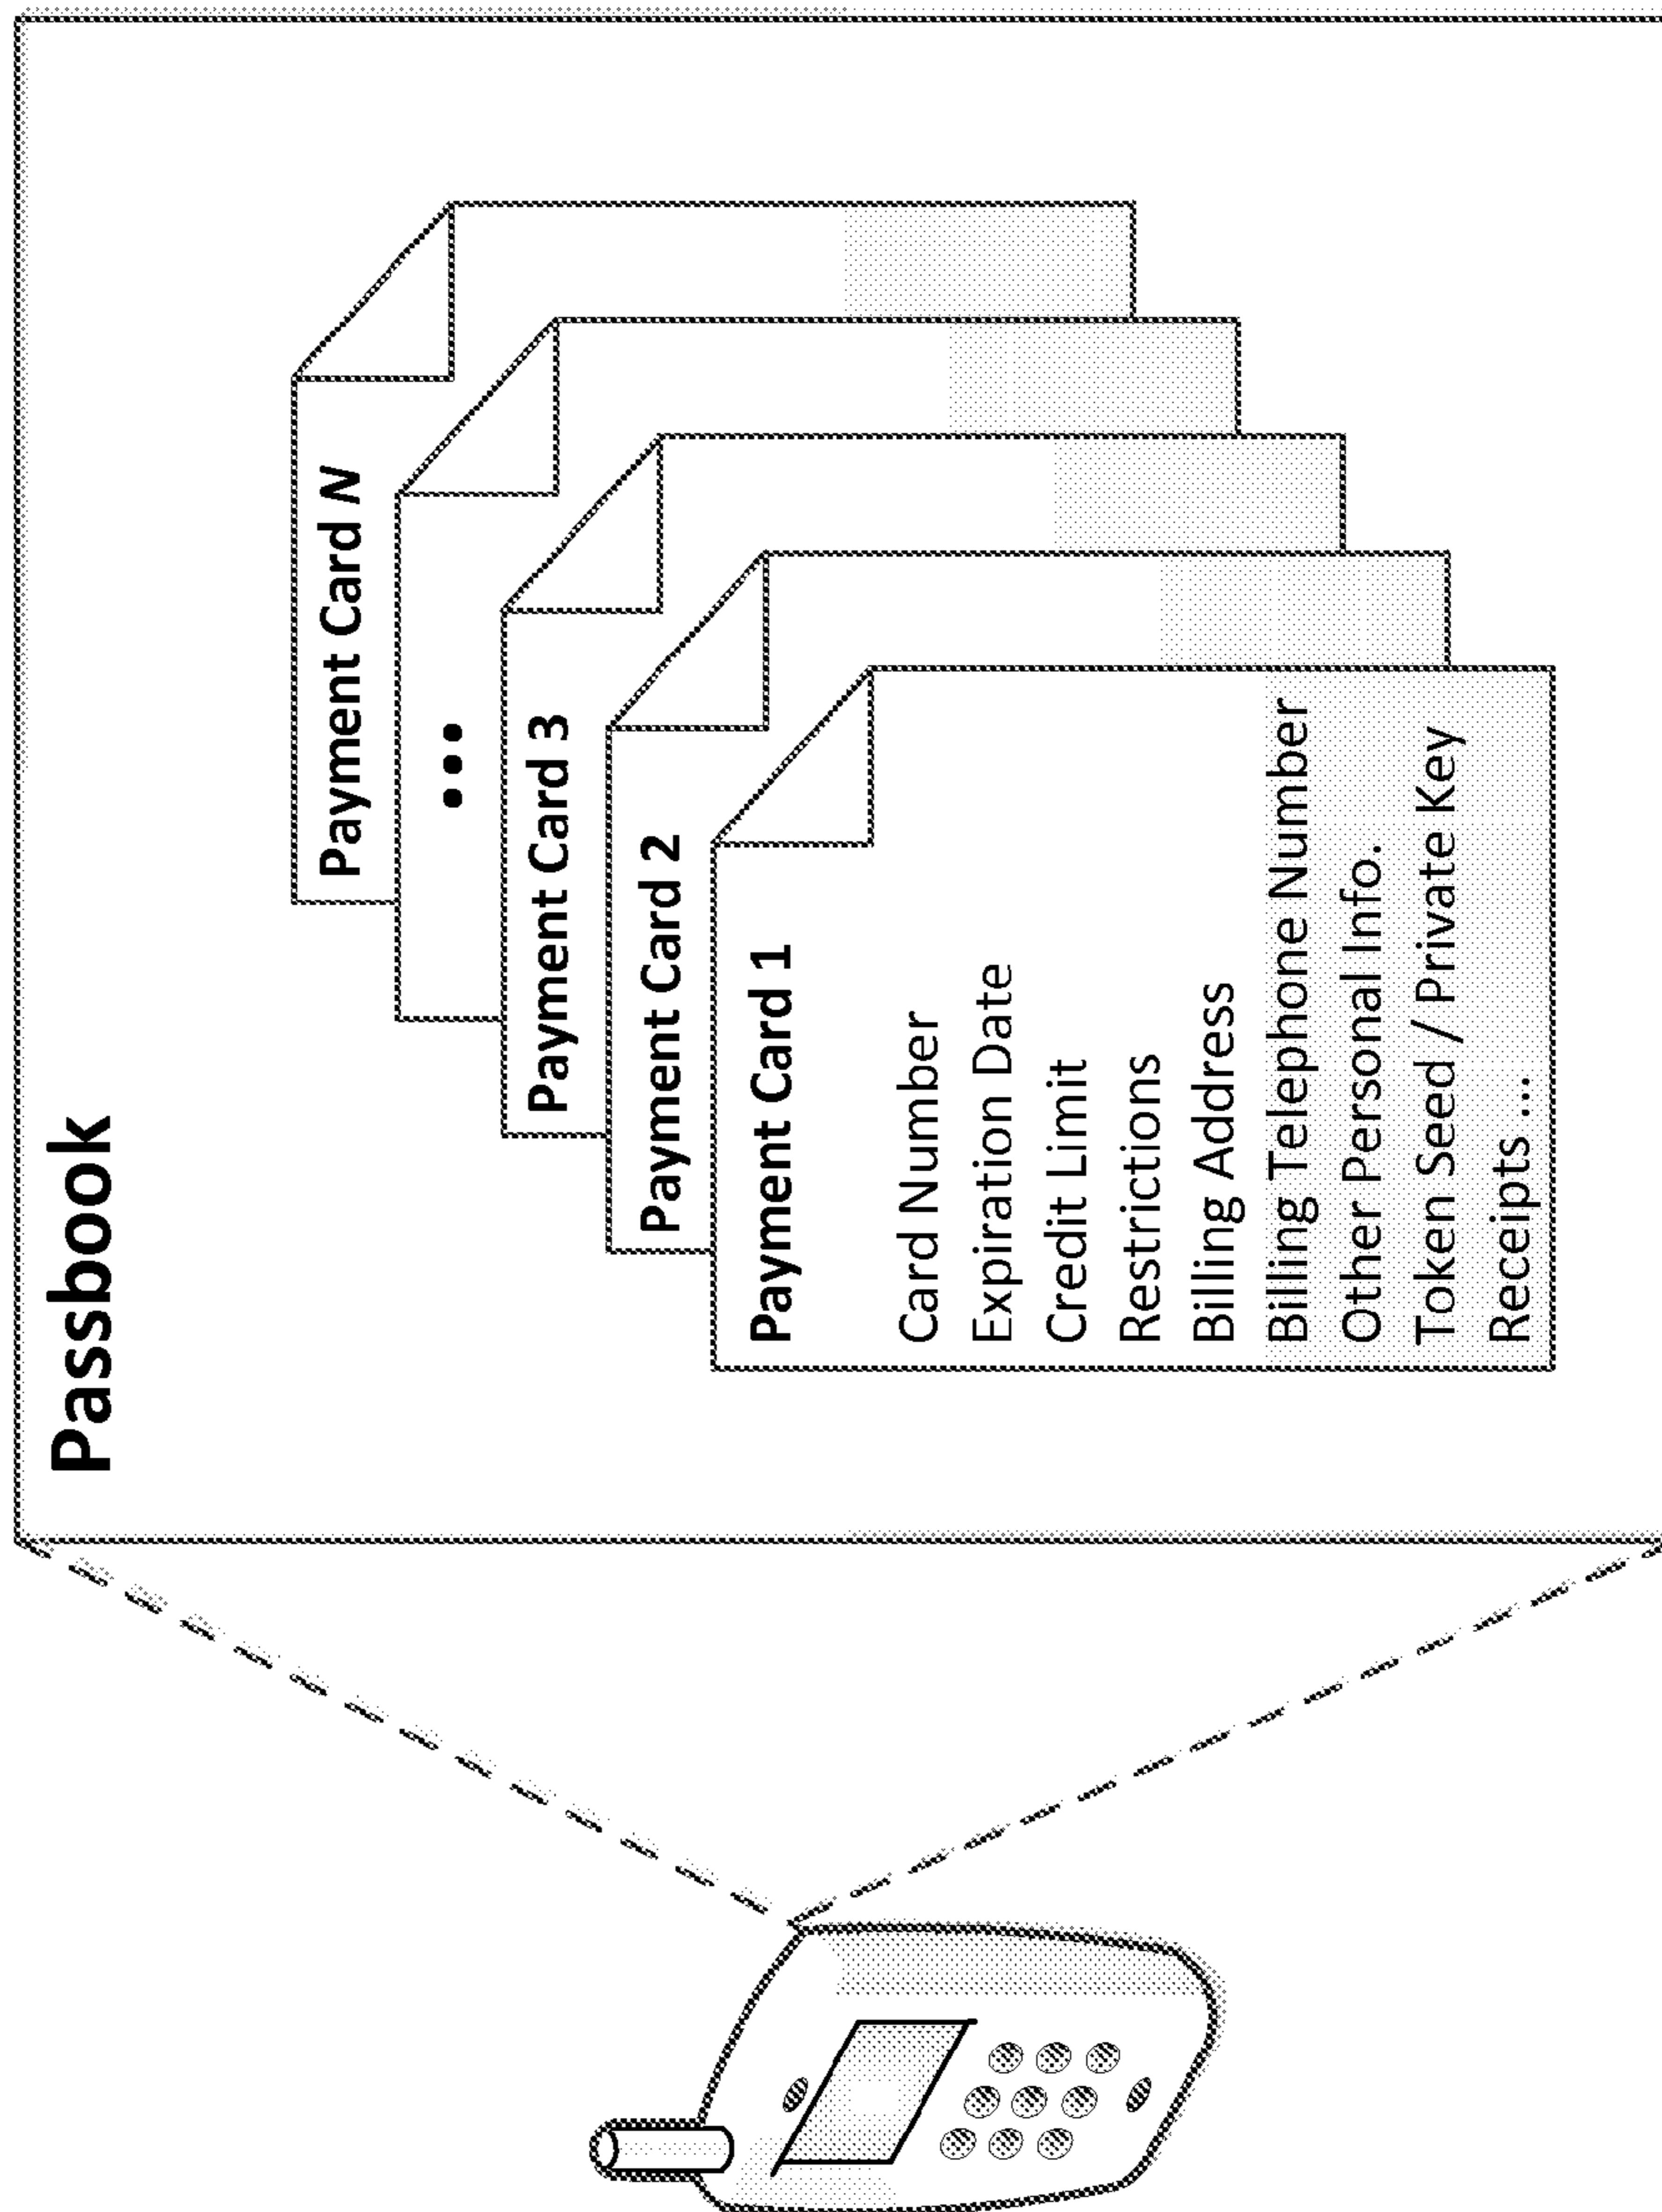 Passbook
Payment Card N
...
Payment Card 3
Payment Card 2
Payment Card 1
Card Number
Expiration Date
Credit Limit
Restrictions
Billing Address
Billing Telephone Number
Other Personal Info.
Token Seed / Private Key
Receipts ...